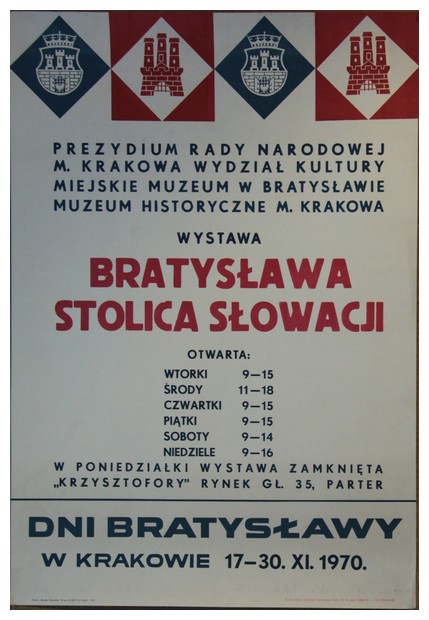 PREZYDIUM RADY NARODOWEJ
M. KRAKOWA WYDZIAŁ KULTURY
MIEJSKIE MUZEUM W BRATYSŁAWIE
MUZEUM HISTORYCZNE M. KRAKOWA
WYSTAWA
BRATYSŁAWA
STOLICA SŁOWACJI
OTWARTA:
WTORKI 9—15
ŚRODY 11—18
CZWARTKI 9—15
PIĄTKI 9—15
SOBOTY 9—14
NIEDZIELE 9—16
W PONIEDZIAŁKI WYSTAWA ZAMKNIĘTA
„KRZYSZTOFORY" RYNEK GŁ. 35, PARTER
DNI BRATYSŁAWY
W KRAKOWIE 17—30. XI. 1970.